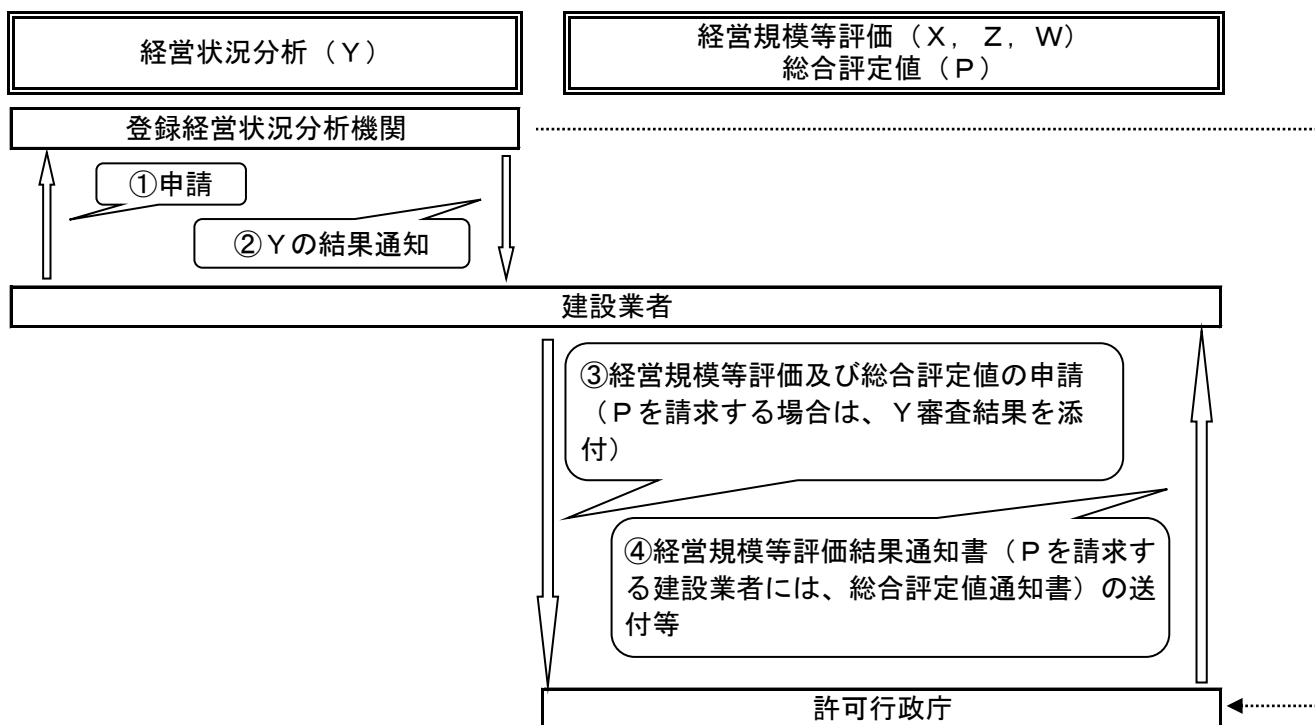 経営状況分析（Y）
経営規模等評価（X，Z，W）
総合評定値（P）
登録経営状況分析機関
①申請
②Yの結果通知
建設業者
③経営規模等評価及び総合評定値の申請
（Pを請求する場合は、Y審査結果を添
付）
④経営規模等評価結果通知書（Pを請求す
る建設業者には、総合評定値通知書）の送
付等
許可行政庁